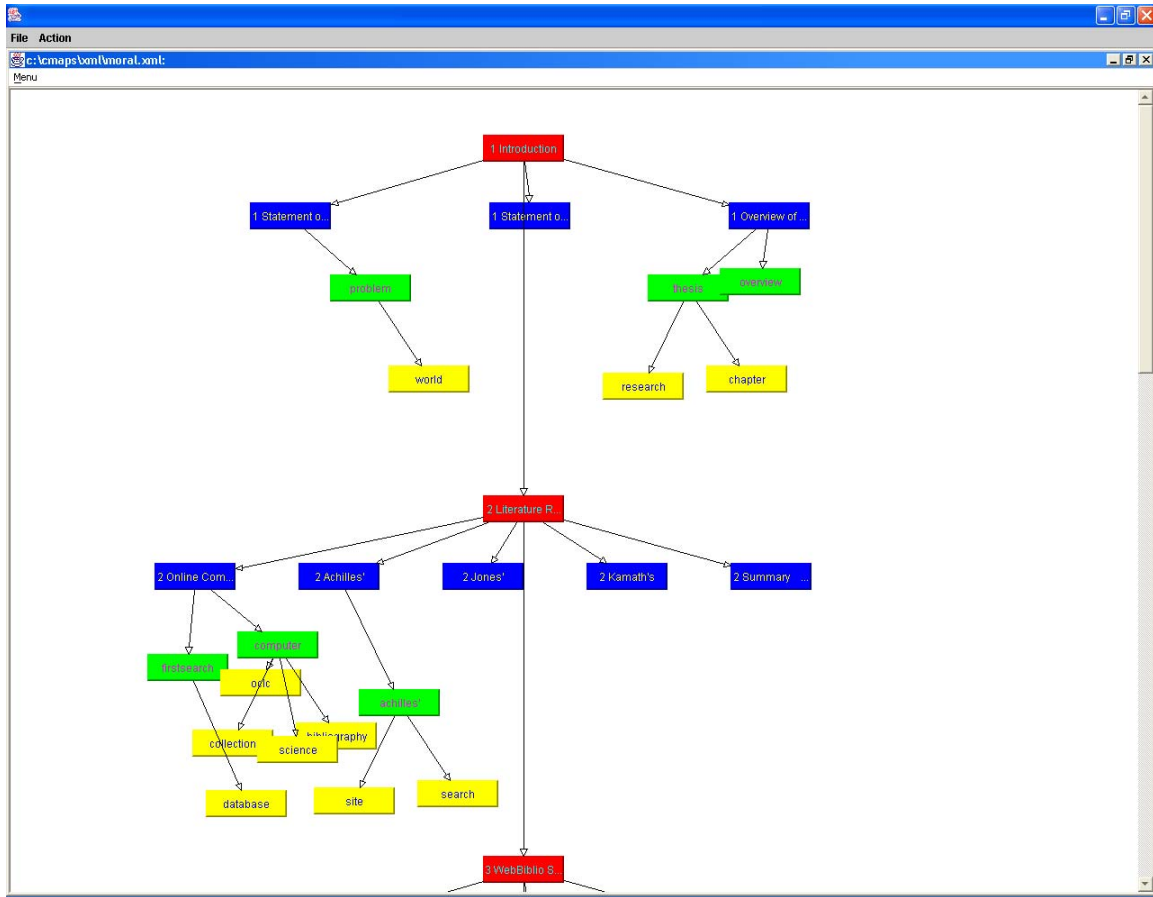 File Action
c:\cmaps\xml\moral.xml:
Menu
1 Introduction
1 Statement o...
1 Statement o...
1 Overview of ...
problem
thesis
overview
world
research
chapter
2 Literature R...
2 Online Com...
2 Achilles'
2 Jones'
2 Kamath's
2 Summary ...
computer
firstsearch
oclc
achilles'
collection
science
bibliography
database
site
search
3 WebBiblio S...